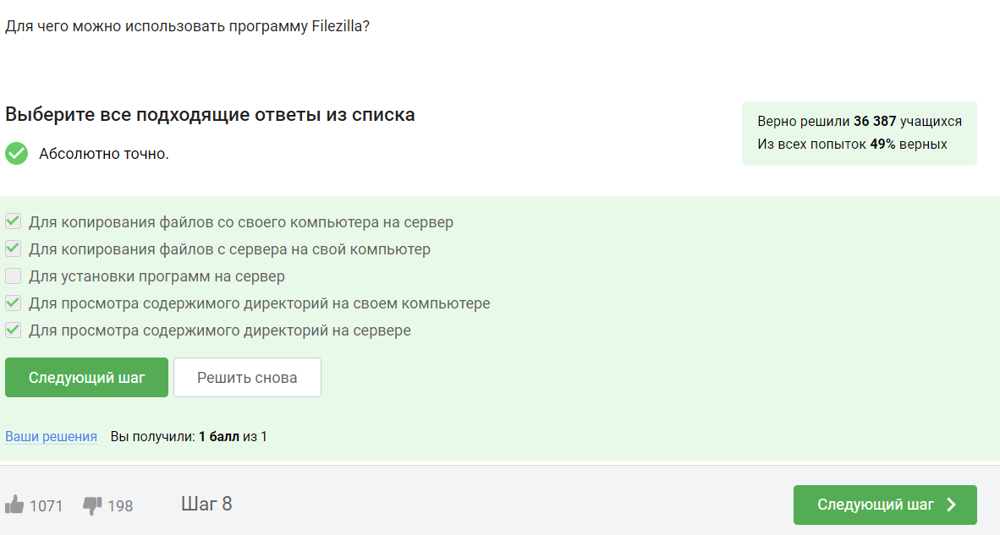 Для чего можно использовать программу Filezilla?
Выберите все подходящие ответы из списка
Абсолютно точно.
Верно решили 36 387 учащихся
Из всех попыток 49% верных
Для копирования файлов со своего компьютера на сервер
Для копирования файлов с сервера на свой компьютер
Для установки программ на сервер
Для просмотра содержимого директорий на своем компьютере
Для просмотра содержимого директорий на сервере
Следующий шаг
Решить снова
Ваши решения Вы получили: 1 балл из 1
1071 198 Шаг 8
Следующий шаг